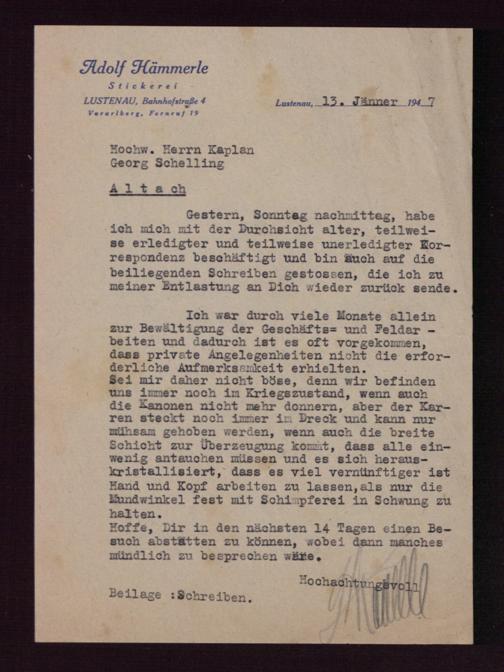 Adolf Hämmerle
Stickerei
LUSTENAU, Bahnhofstraße 4
Vorarlberg, Fernruf 19
Lustenau, 13. Jänner 1947
Hochw. Herrn Kaplan
Georg Schelling
Altach
Gestern, Sonntag nachmittag, habe
ich mich mit der Durchsicht alter, teilwei-
se erledigter und teilweise unerledigter Kor-
respondenz beschäftigt und bin auch auf die
beiliegenden Schreiben gestossen, die ich zu
meiner Entlastung an Dich wieder zurück sende.
Ich war durch viele Monate allein
zur Bewältigung der Geschäfts= und Feldar -
beiten und dadurch ist es oft vorgekommen,
dass private Angelegenheiten nicht die erfor-
derliche Aufmerksamkeit erhielten.
Sei mir daher nicht böse, denn wir befinden
uns immer noch im Kriegszustand, wenn auch
die Kanonen nicht mehr donnern, aber der Kar-
ren steckt noch immer im Dreck und kann nur
mühsam gehoben werden, wenn auch die breite
Schicht zur Überzeugung kommt, dass alle ein-
wenig antauchen müssen und es sich heraus-
kristallisiert, dass es viel vernünftiger ist
Hand und Kopf arbeiten zu lassen,als nur die
Mundwinkel fest mit Schimpferei in Schwung zu
halten.
Hoffe, Dir in den nächsten 14 Tagen einen Be-
such abstatten zu können, wobei dann manches
mündlich zu besprechen wäre.
Hochachtungsvoll
Beilage :Schreiben.